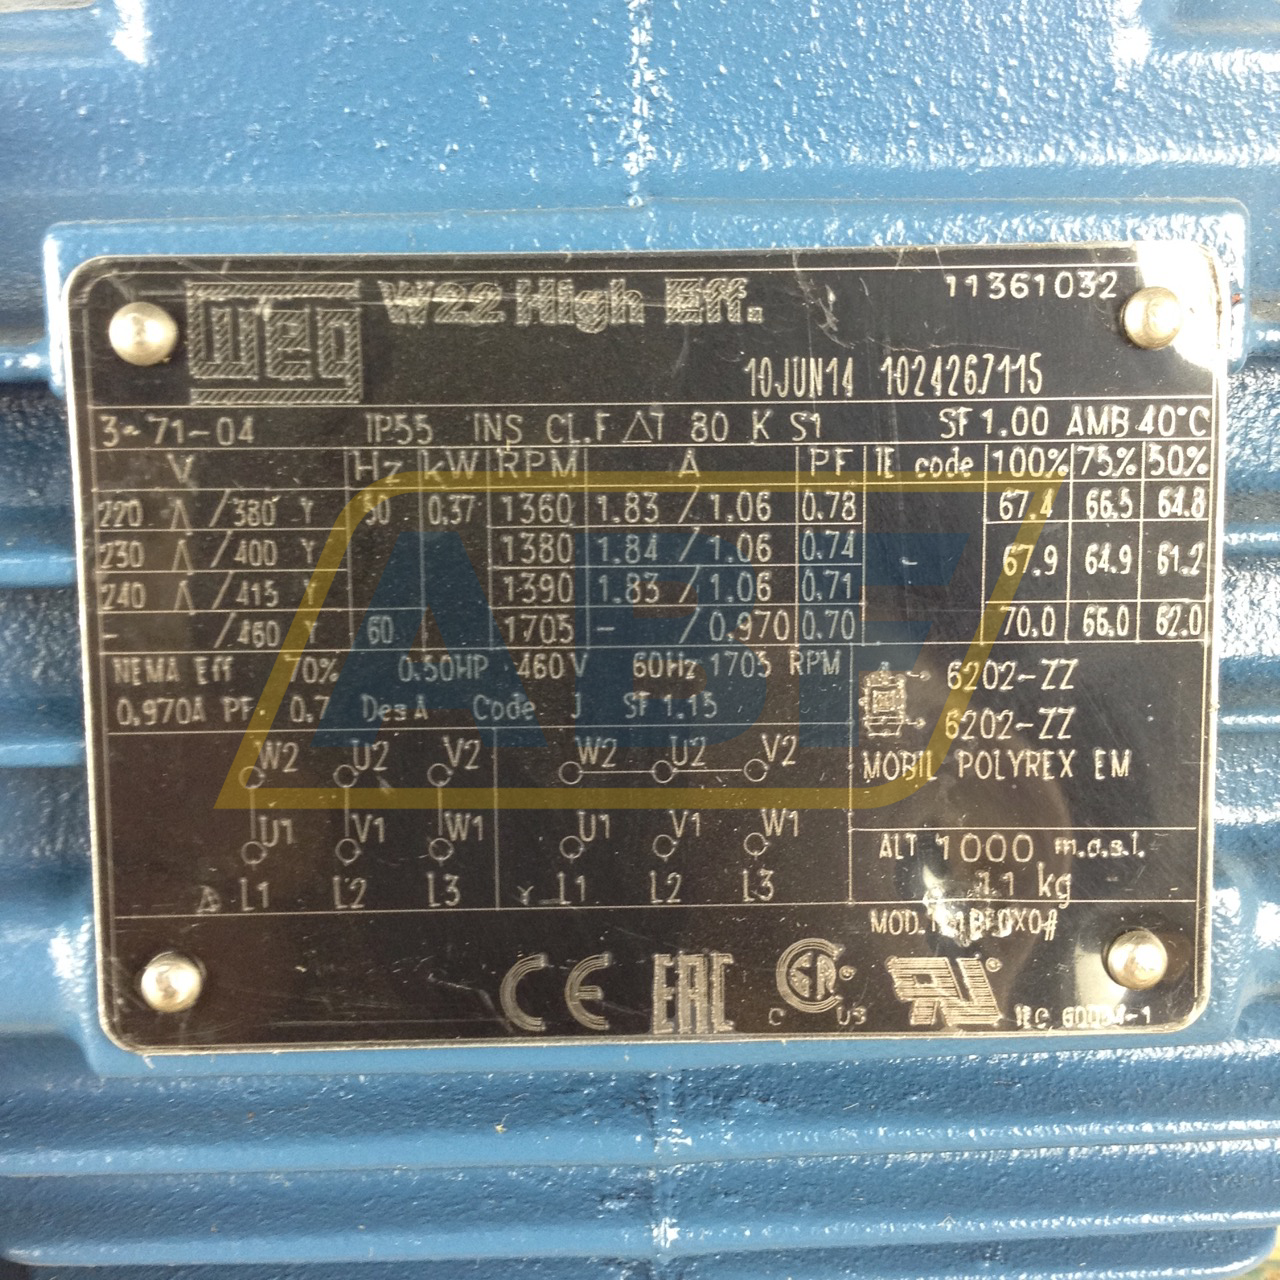 WEG W22 High Eff. 11361032
10JUN14 1024267115
3~71-04 IP55 INS CL.F ΔT 80 K S1 SF 1.00 AMB 40°C
V Hz kW RPM A PF IE code 100% 75% 50%
220 Δ /380 Y 50 0.37 1360 1.83 /1.06 0.78 67.4 66.5 64.8
230 Δ /400 Y 1380 1.84 /1.06 0.74 - 67.9 64.9 61.2
240 Δ /415 Y 1390 1.83 /1.06 0.71
- /460 Y 60 1705 - /0.970 0.70 70.0 66.0 62.0
NEMA Eff 70% 0.50HP 460V 60Hz 1705 RPM
0.970A PF 0.7 Des A Code J SF 1.15
6202-ZZ
6202-ZZ
MOBIL POLYREX EM
W2 U2 V2 W2 U2 V2
U1 V1 W1 U1 V1 W1
Δ L1 L2 L3 Y L1 L2 L3
ALT 1000 m.a.s.l.
11 kg
MOD.
CE EAC C US
IEC 60034-1
ABF